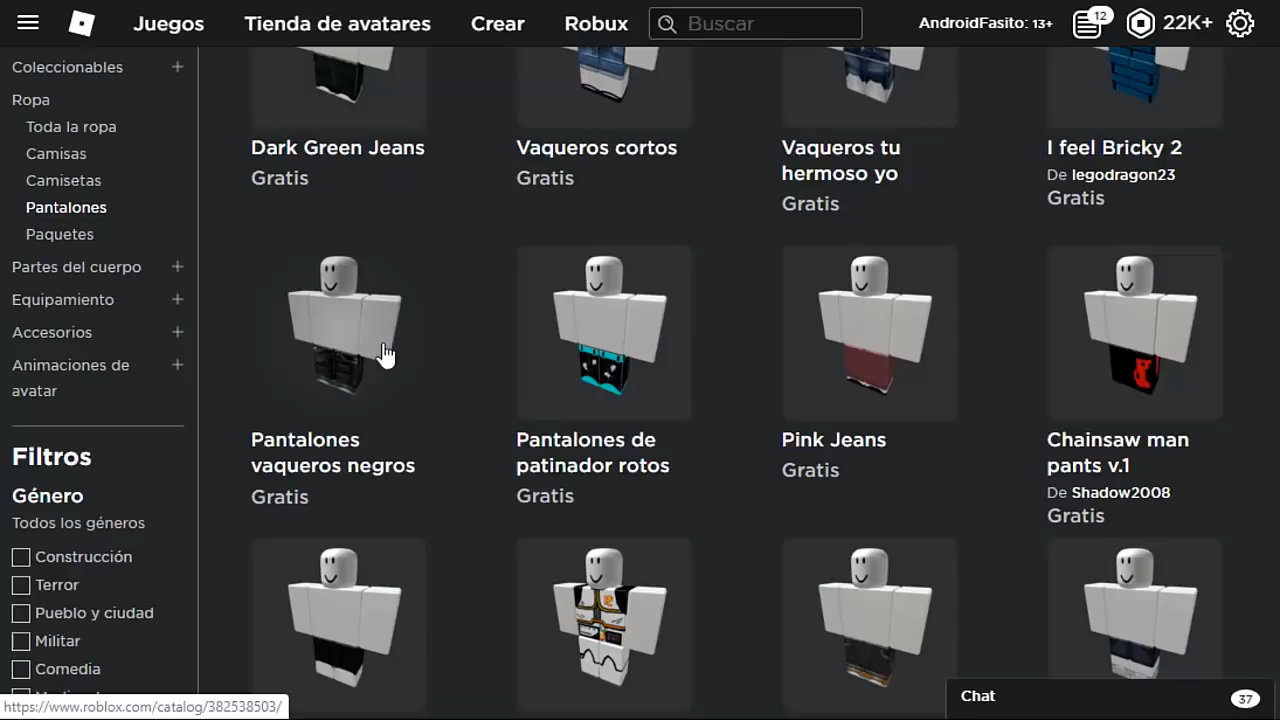 Juegos
Tienda de avatares
Crear
Robux
Buscar
AndroidFasito: 13+
12
22K+
Coleccionables +
Ropa
Toda la ropa
Camisas
Camisetas
Pantalones
Paquetes
Partes del cuerpo +
Equipamiento +
Accesorios +
Animaciones de +
avatar
Filtros
Género
Todos los géneros
Construcción
Terror
Pueblo y ciudad
Militar
Comedia
Dark Green Jeans
Gratis
Vaqueros cortos
Gratis
Vaqueros tu
hermoso yo
Gratis
I feel Bricky 2
De legodragon23
Gratis
Pantalones
vaqueros negros
Gratis
Pantalones de
patinador rotos
Gratis
Pink Jeans
Gratis
Chainsaw man
pants v.1
De Shadow2008
Gratis
https://www.roblox.com/catalog/382538503/
Chat
37